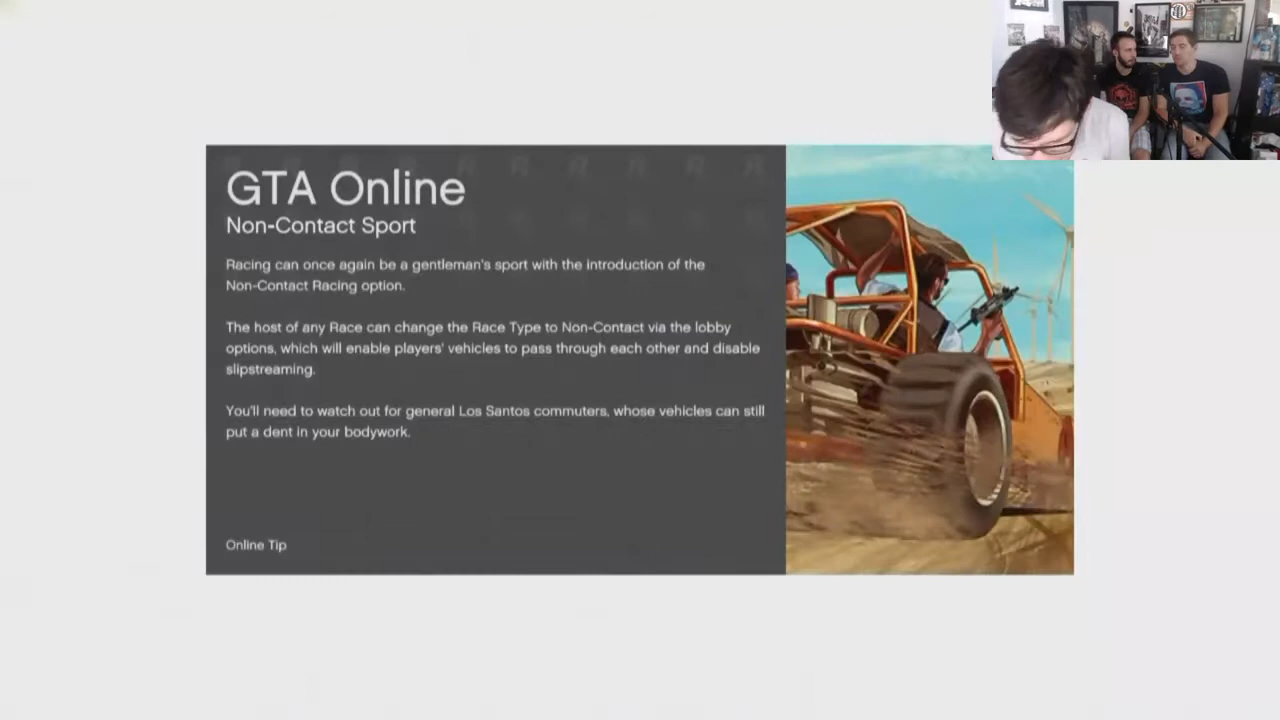 GTA Online
Non-Contact Sport
Racing can once again be a gentleman's sport with the introduction of the
Non-Contact Racing option.
The host of any Race can change the Race Type to Non-Contact via the lobby
options, which will enable players' vehicles to pass through each other and disable
slipstreaming.
You'll need to watch out for general Los Santos commuters, whose vehicles can still
put a dent in your bodywork.
Online Tip